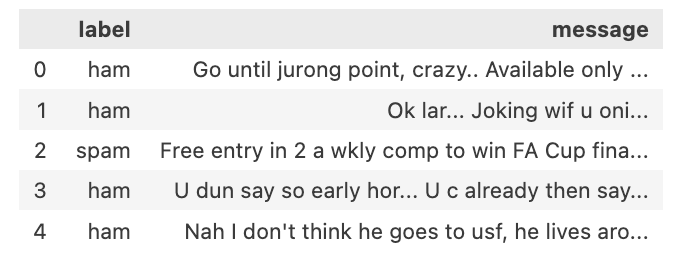 label message
0 ham Go until jurong point, crazy.. Available only ...
1 ham Ok lar... Joking wif u oni...
2 spam Free entry in 2 a wkly comp to win FA Cup fina...
3 ham U dun say so early hor... U c already then say...
4 ham Nah I don't think he goes to usf, he lives aro...